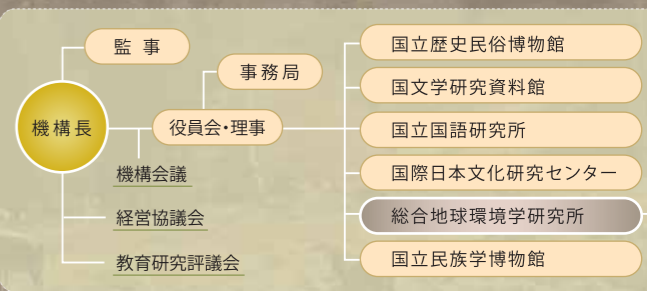 監事
事務局
機構長
役員会・理事
機構会議
経営協議会
教育研究評議会
国立歴史民俗博物館
国文学研究資料館
国立国語研究所
国際日本文化研究センター
総合地球環境学研究所
国立民族学博物館